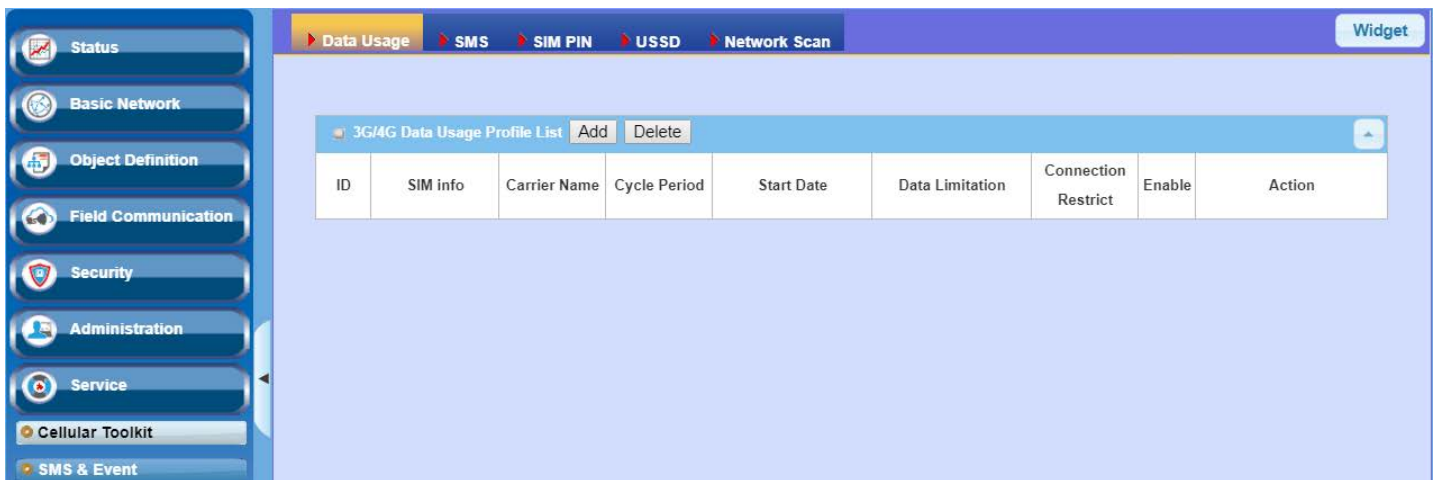 Status
Basic Network
Object Definition
Field Communication
Security
Administration
Service
Cellular Toolkit
SMS & Event
Data Usage SMS SIM PIN USSD Network Scan
Widget
3G/4G Data Usage Profile List Add Delete
ID SIM info Carrier Name Cycle Period Start Date Data Limitation Connection Restrict Enable Action